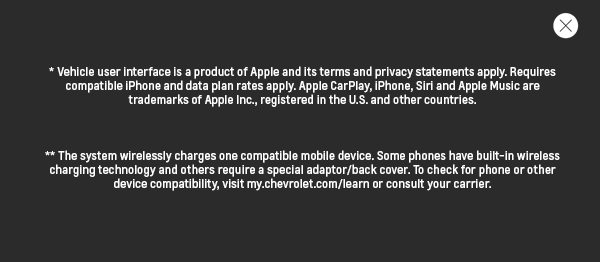 * Vehicle user interface is a product of Apple and its terms and privacy statements apply. Requires
compatible iPhone and data plan rates apply. Apple CarPlay, iPhone, Siri and Apple Music are
trademarks of Apple Inc., registered in the U.S. and other countries.
** The system wirelessly charges one compatible mobile device. Some phones have built-in wireless
charging technology and others require a special adaptor/back cover. To check for phone or other
device compatibility, visit my.chevrolet.com/learn or consult your carrier.